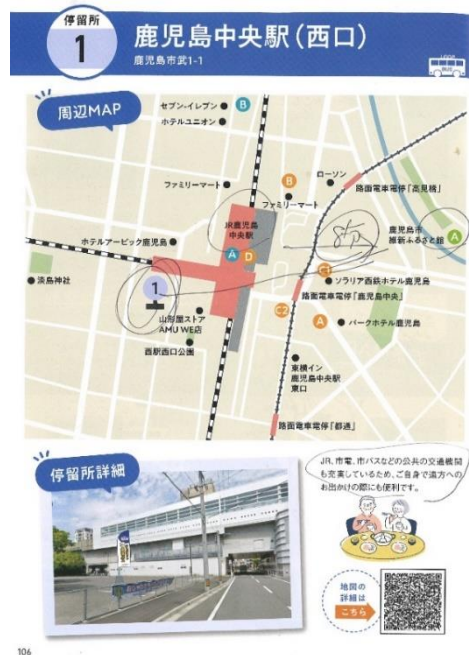 停留所
1
鹿児島中央駅(西口)
鹿児島市武1-1
周辺MAP
セブン-イレブン
B
ホテルユニオン
ファミリーマート
B
ローソン
ファミリーマート
路面電車電停「高見橋」
JR鹿児島
中央駅
鹿児島市
維新ふるさと館
A
ホテルアービック鹿児島
A
D
C1
ソラリア西鉄ホテル鹿児島
淡島神社
1
路面電車電停「鹿児島中央」
山形屋ストア
AMU WE店
C2
A
パークホテル鹿児島
西駅西口公園
東横イン
鹿児島中央駅
東口
路面電車電停「都通」
停留所詳細
JR、市電、市バスなどの公共の交通機関
も充実しているため、ご自身で遠方への
お出かけの際にも便利です。
地図の
詳細は
こちら
106